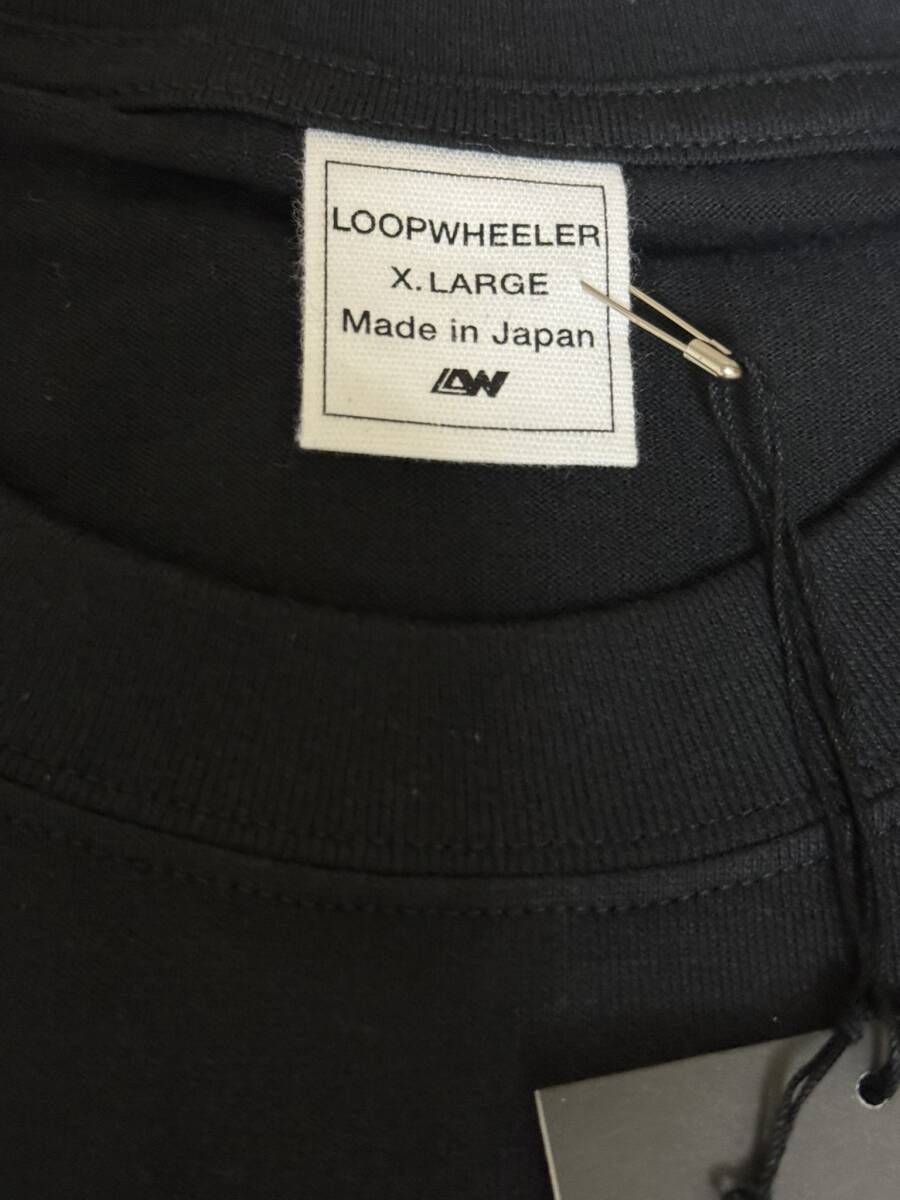 LOOPWHEELER
X. LARGE
Made in Japan
LW